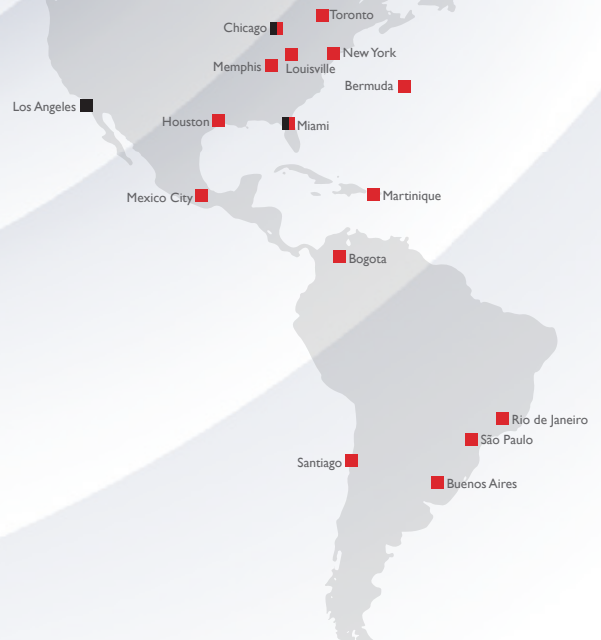 Toronto
Chicago
New York
Memphis
Louisville
Bermuda
Los Angeles
Houston
Miami
Mexico City
Martinique
Bogota
Rio de Janeiro
São Paulo
Santiago
Buenos Aires